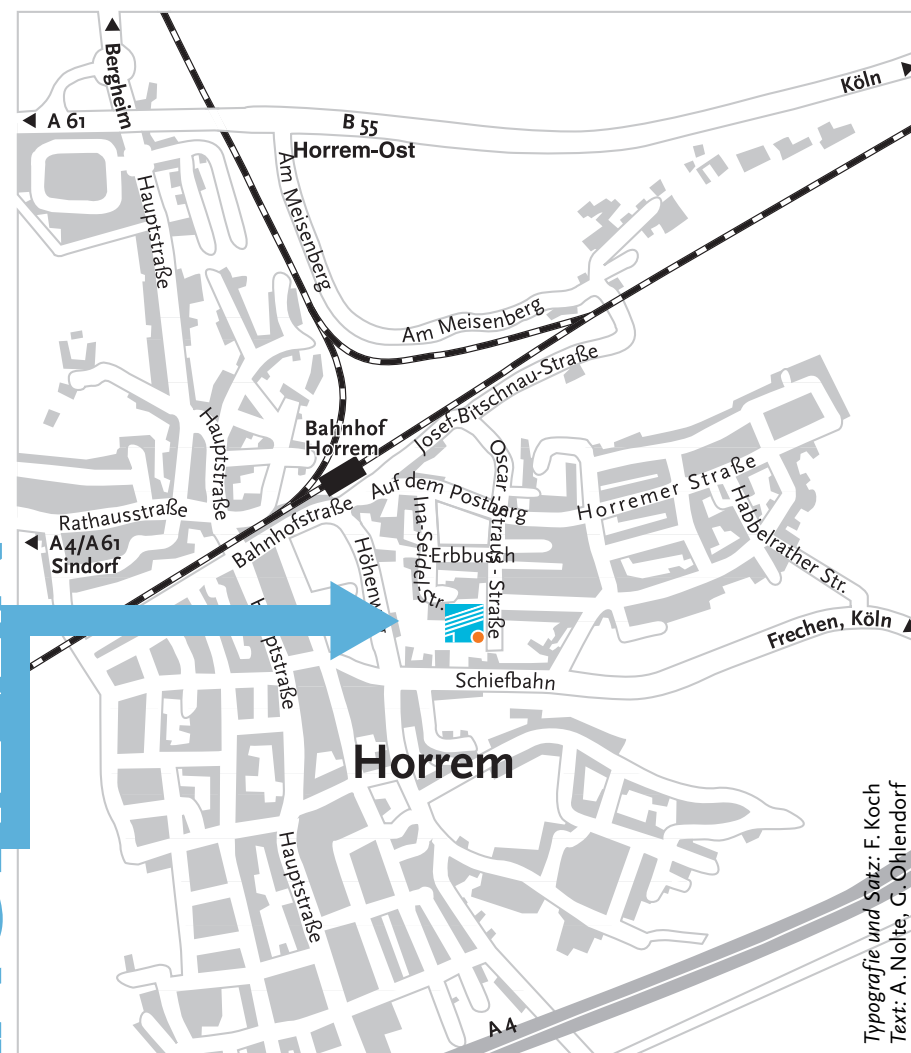 Bergheim
A 61
B 55
Köln
Horrem-Ost
Am Meisenberg
Hauptstraße
Am Meisenberg
Josef-Bitschnau-Straße
Hauptstraße
Bahnhof
Horrem
Oscar-Straus-Straße
Auf dem Postberg
Horremer Straße
Habbelrather Str.
Rathausstraße
Bahnhofstraße
Ina-Seidel-Str.
A4/A61
Sindorf
Erbbusch
Hauptstraße
Frechen, Köln
Schiefbahn
Horrem
Hauptstraße
A 4
Typografie und Satz: F. Koch
Text: A. Nolte, G. Ohlendorf